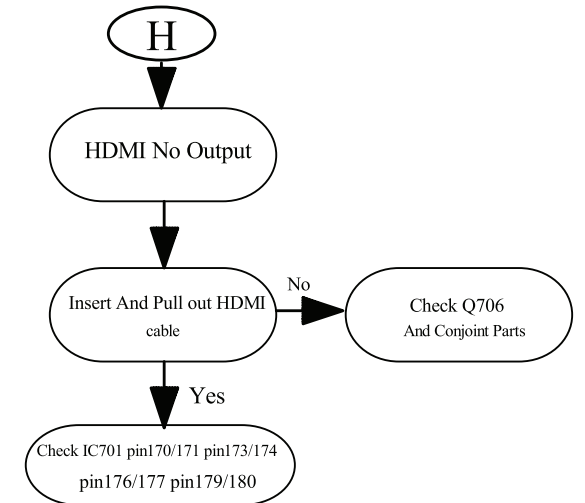 H
HDMI No Output
Insert And Pull out HDMI
cable
No
Check Q706
And Conjoint Parts
Yes
Check IC701 pin170/171 pin173/174
pin176/177 pin179/180